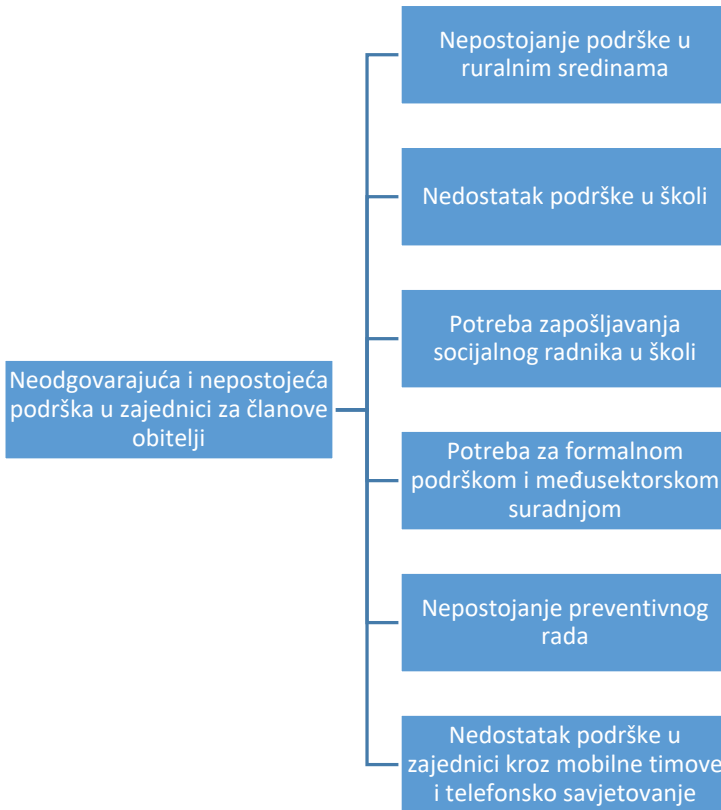 Neodgovarajuća i nepostojeća
podrška u zajednici za članove
obitelji
Nepostojanje podrške u
ruralnim sredinama
Nedostatak podrške u školi
Potreba zapošljavanja
socijalnog radnika u školi
Potreba za formalnom
podrškom i međusektorskom
suradnjom
Nepostojanje preventivnog
rada
Nedostatak podrške u
zajednici kroz mobilne timove
i telefonsko savjetovanje